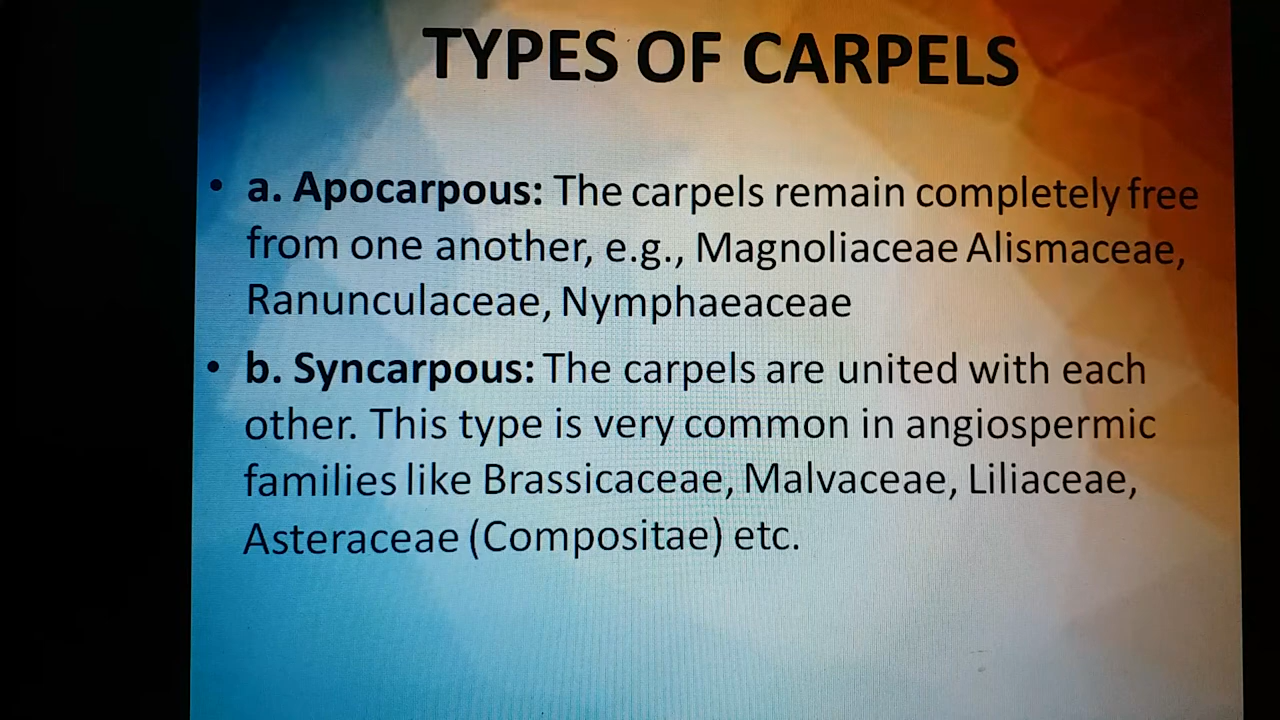 TYPES OF CARPELS
• a. Apocarpous: The carpels remain completely free
from one another, e.g., Magnoliaceae Alismaceae,
Ranunculaceae, Nymphaeaceae
• b. Syncarpous: The carpels are united with each
other. This type is very common in angiospermic
families like Brassicaceae, Malvaceae, Liliaceae,
Asteraceae (Compositae) etc.